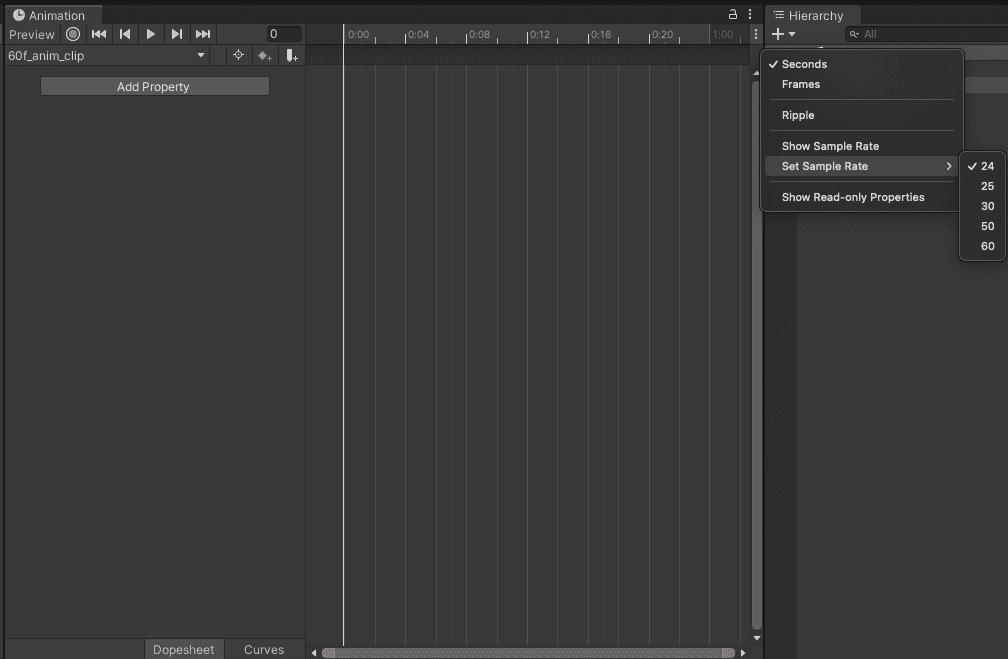 Animation
Hierarchy
Preview
0
0:00 0:04 0:08 0:12 0:16 0:20 1:00
All
60f_anim_clip
Add Property
Seconds
Frames
Ripple
Show Sample Rate
Set Sample Rate
Show Read-only Properties
24
25
30
50
60
Dopesheet Curves